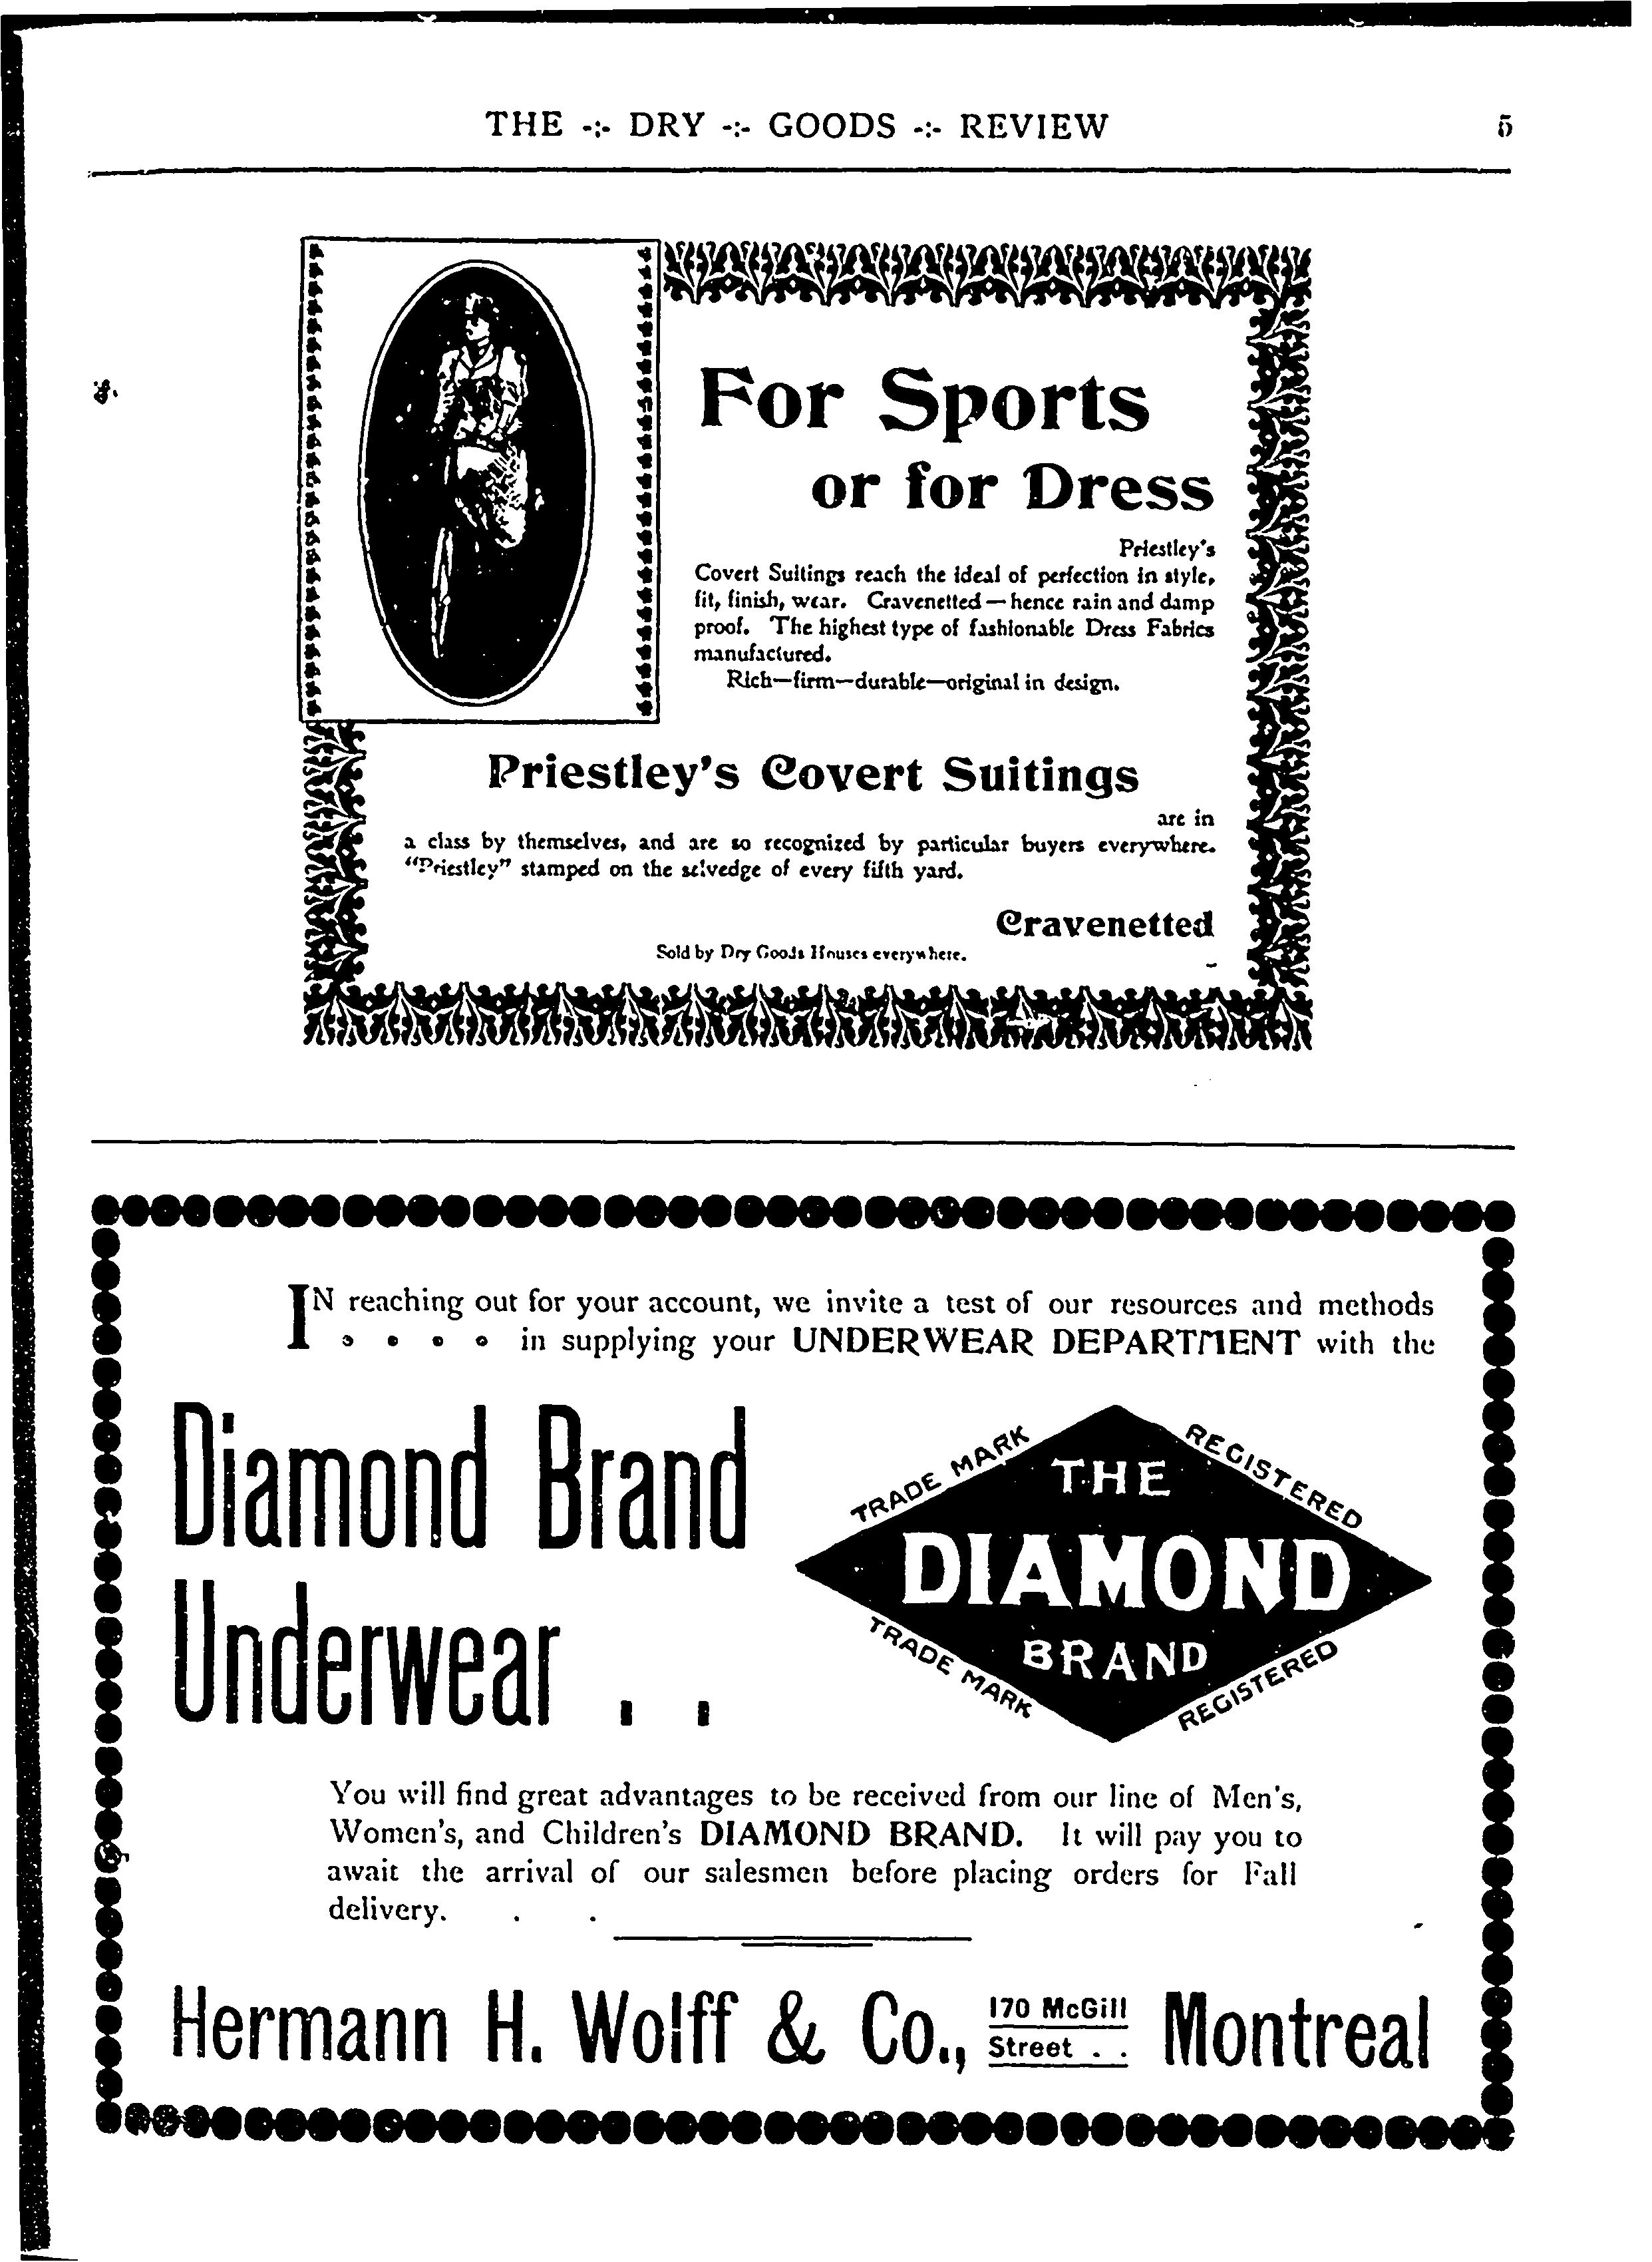 THE -:- DRY -:- GOODS -:- REVIEW 5
For Sports
or for Dress
Priestley's
Covert Suitings reach the ideal of perfection in style,
fit, finish, wear. Cravenetted—hence rain and damp
proof. The highest type of fashionable Dress Fabrics
manufactured.
Rich—firm—durable—original in design.
Priestley's Covert Suitings
are in
a class by themselves, and are so recognized by particular buyers everywhere.
"Priestley" stamped on the selvedge of every fifth yard.
Cravenetted
Sold by Dry Goods Houses everywhere.
IN reaching out for your account, we invite a test of our resources and methods
. . . . in supplying your UNDERWEAR DEPARTMENT with the
Diamond Brand
Underwear . .
TRADE MARK REGISTERED
THE
DIAMOND
BRAND
TRADE MARK REGISTERED
You will find great advantages to be received from our line of Men's,
Women's, and Children's DIAMOND BRAND. It will pay you to
await the arrival of our salesmen before placing orders for Fall
delivery. . .
Hermann H. Wolff & Co., 170 McGill Street . . Montreal